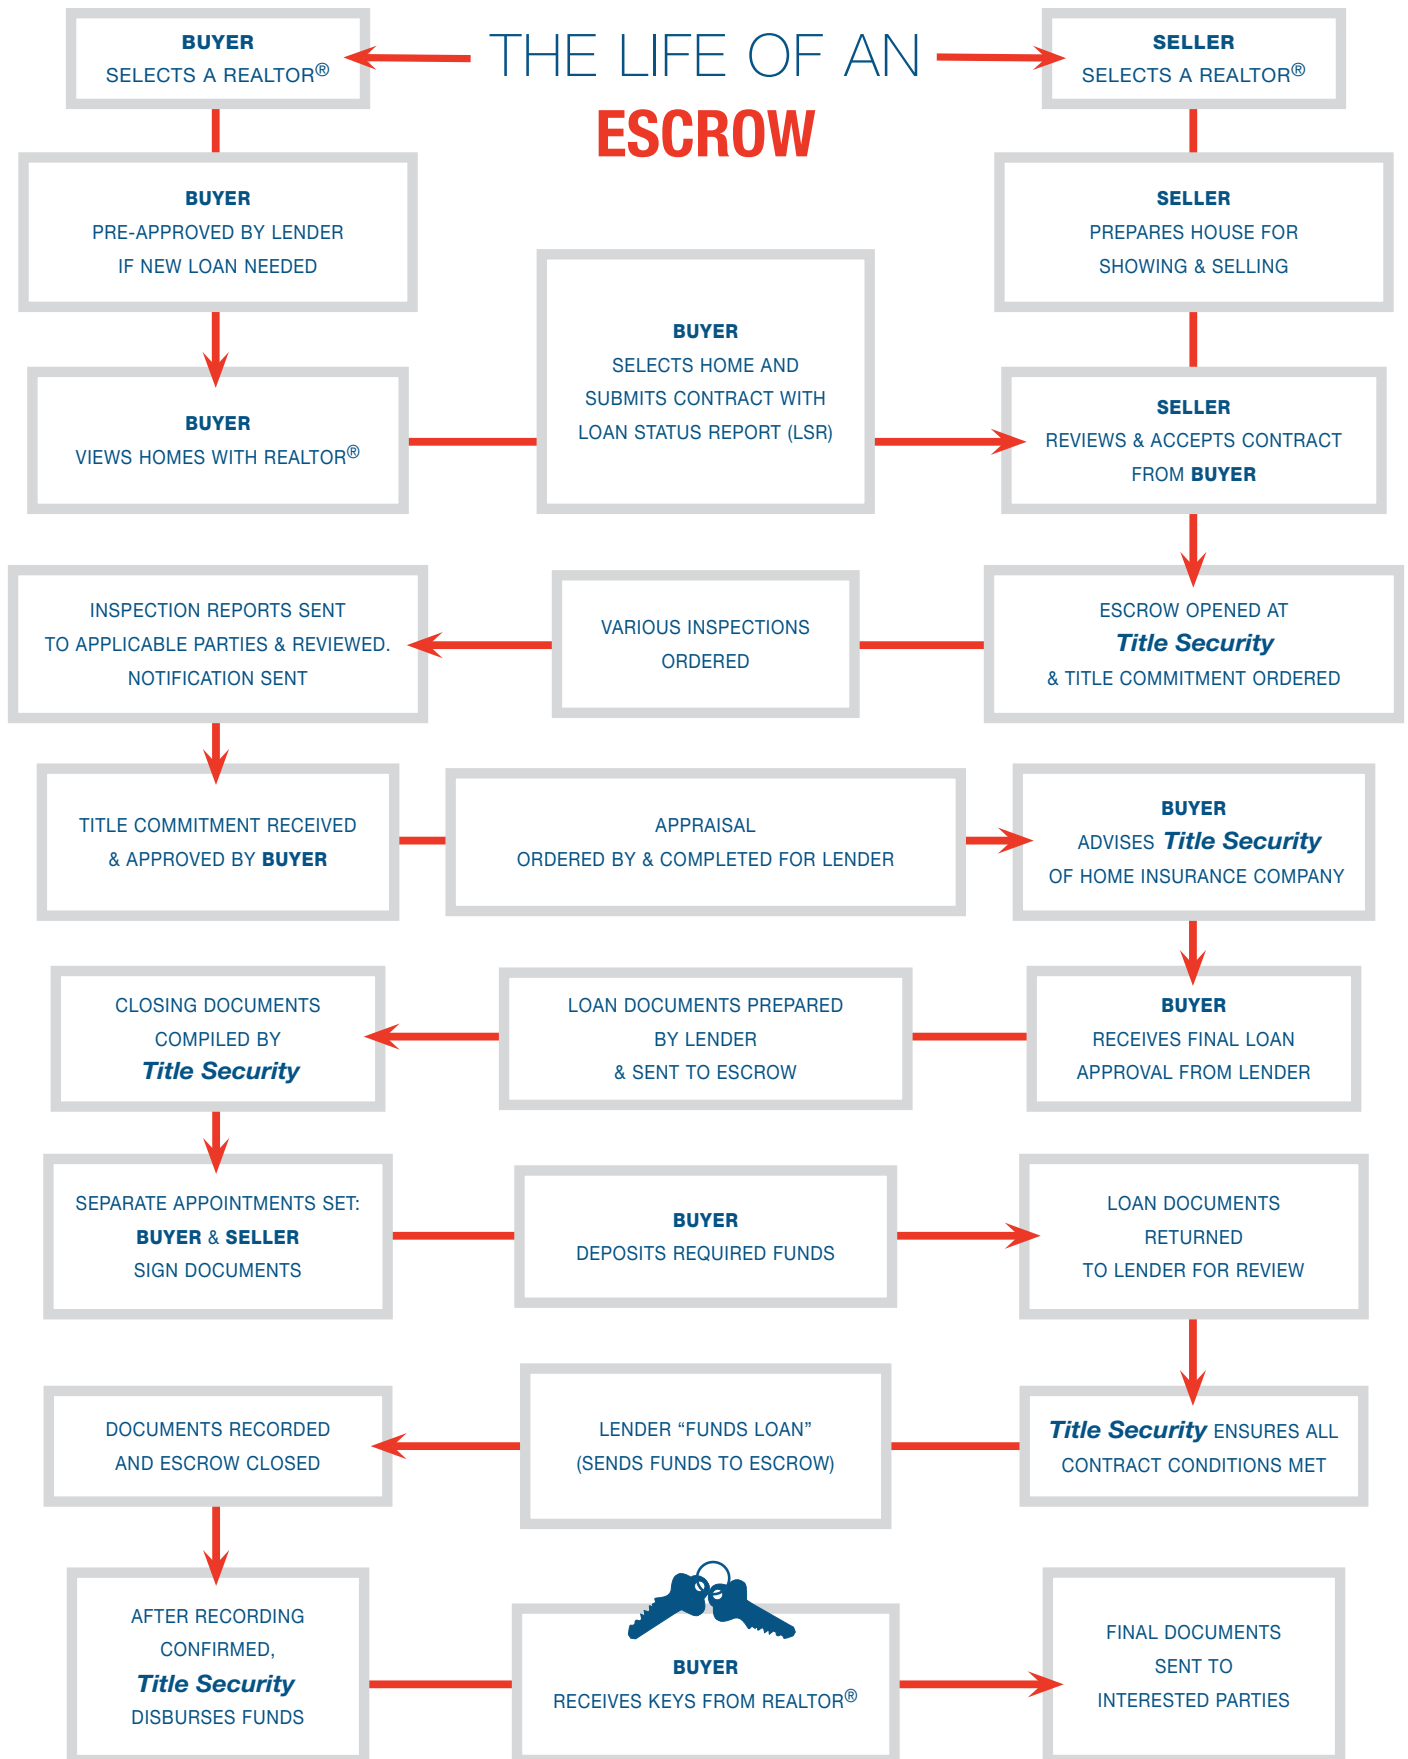 THE LIFE OF AN
ESCROW
BUYER
SELECTS A REALTOR®
SELLER
SELECTS A REALTOR®
BUYER
PRE-APPROVED BY LENDER
IF NEW LOAN NEEDED
SELLER
PREPARES HOUSE FOR
SHOWING & SELLING
BUYER
VIEWS HOMES WITH REALTOR®
BUYER
SELECTS HOME AND
SUBMITS CONTRACT WITH
LOAN STATUS REPORT (LSR)
SELLER
REVIEWS & ACCEPTS CONTRACT
FROM BUYER
ESCROW OPENED AT
Title Security
& TITLE COMMITMENT ORDERED
VARIOUS INSPECTIONS
ORDERED
INSPECTION REPORTS SENT
TO APPLICABLE PARTIES & REVIEWED.
NOTIFICATION SENT
TITLE COMMITMENT RECEIVED
& APPROVED BY BUYER
APPRAISAL
ORDERED BY & COMPLETED FOR LENDER
BUYER
ADVISES Title Security
OF HOME INSURANCE COMPANY
BUYER
RECEIVES FINAL LOAN
APPROVAL FROM LENDER
LOAN DOCUMENTS PREPARED
BY LENDER
& SENT TO ESCROW
CLOSING DOCUMENTS
COMPILED BY
Title Security
SEPARATE APPOINTMENTS SET:
BUYER & SELLER
SIGN DOCUMENTS
BUYER
DEPOSITS REQUIRED FUNDS
LOAN DOCUMENTS
RETURNED
TO LENDER FOR REVIEW
Title Security ENSURES ALL
CONTRACT CONDITIONS MET
LENDER “FUNDS LOAN”
(SENDS FUNDS TO ESCROW)
DOCUMENTS RECORDED
AND ESCROW CLOSED
AFTER RECORDING
CONFIRMED,
Title Security
DISBURSES FUNDS
BUYER
RECEIVES KEYS FROM REALTOR®
FINAL DOCUMENTS
SENT TO
INTERESTED PARTIES